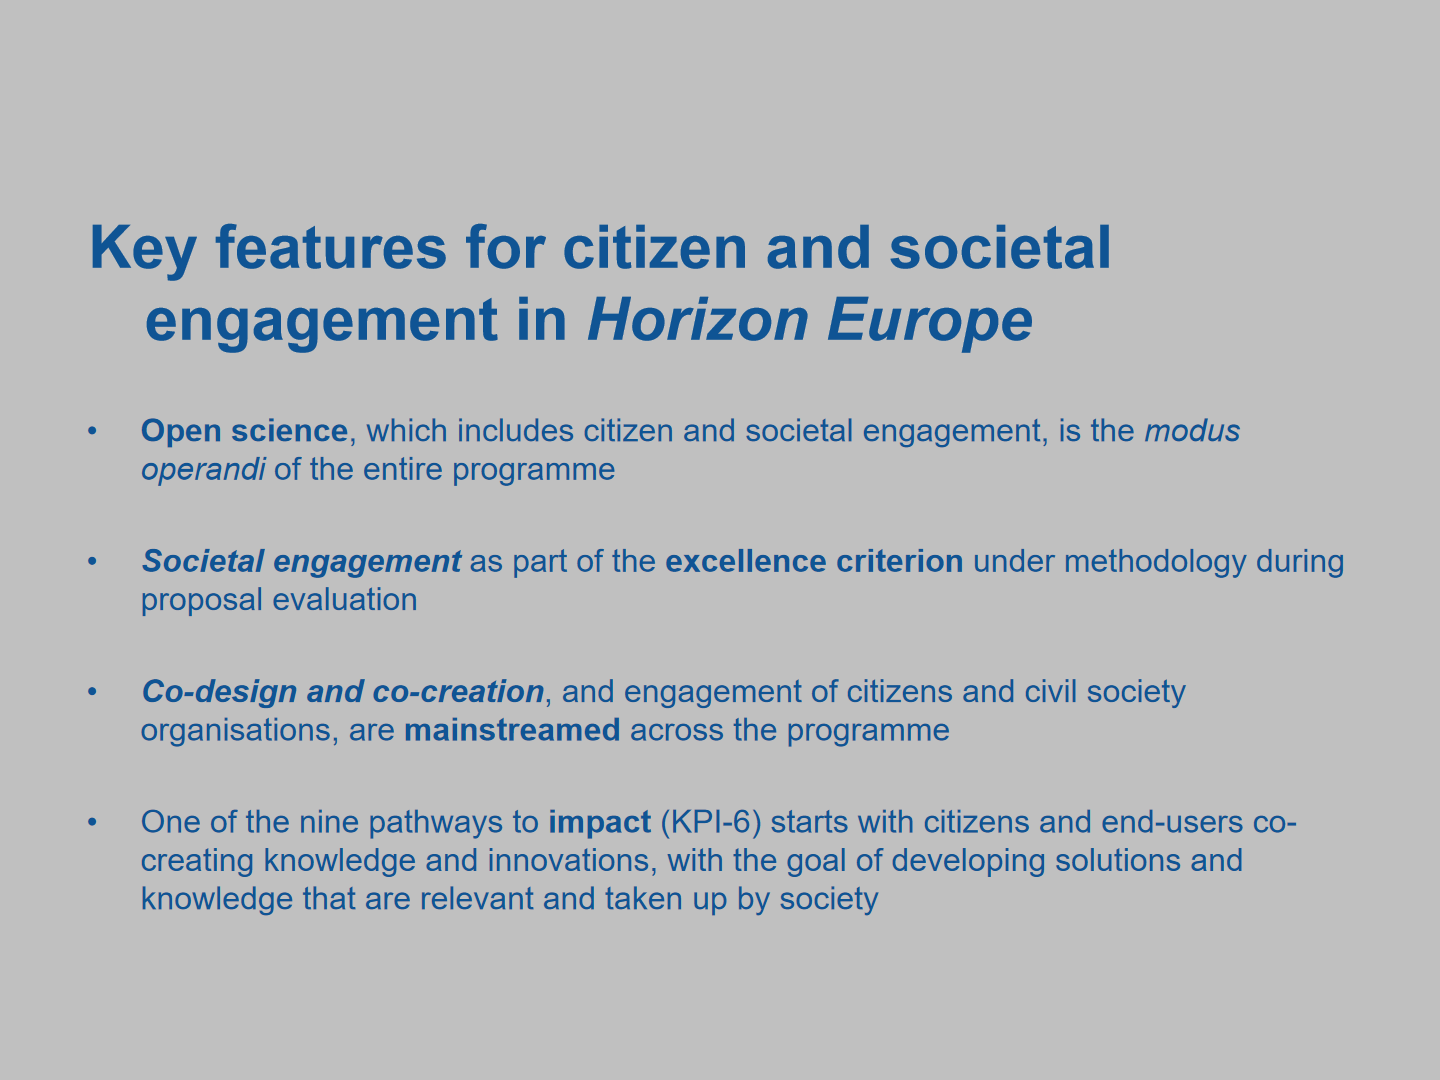 Key features for citizen and societal
engagement in Horizon Europe
• Open science, which includes citizen and societal engagement, is the modus
operandi of the entire programme
• Societal engagement as part of the excellence criterion under methodology during
proposal evaluation
• Co-design and co-creation, and engagement of citizens and civil society
organisations, are mainstreamed across the programme
• One of the nine pathways to impact (KPI-6) starts with citizens and end-users co-
creating knowledge and innovations, with the goal of developing solutions and
knowledge that are relevant and taken up by society